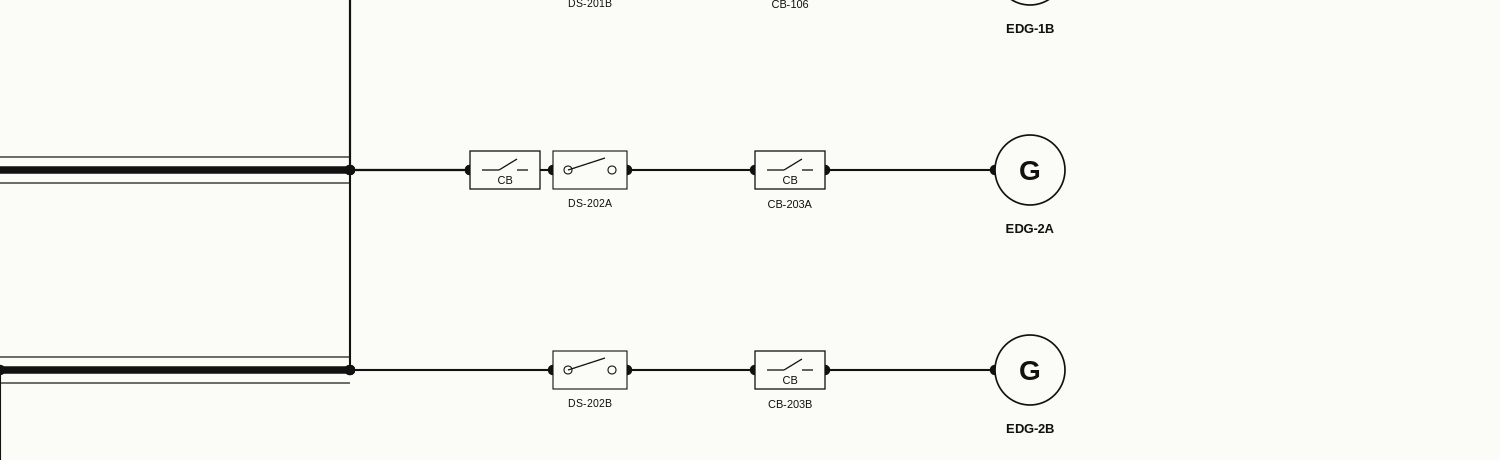 DS-201B
CB-106
EDG-1B
CB
CB
G
DS-202A
CB-203A
EDG-2A
CB
G
DS-202B
CB-203B
EDG-2B